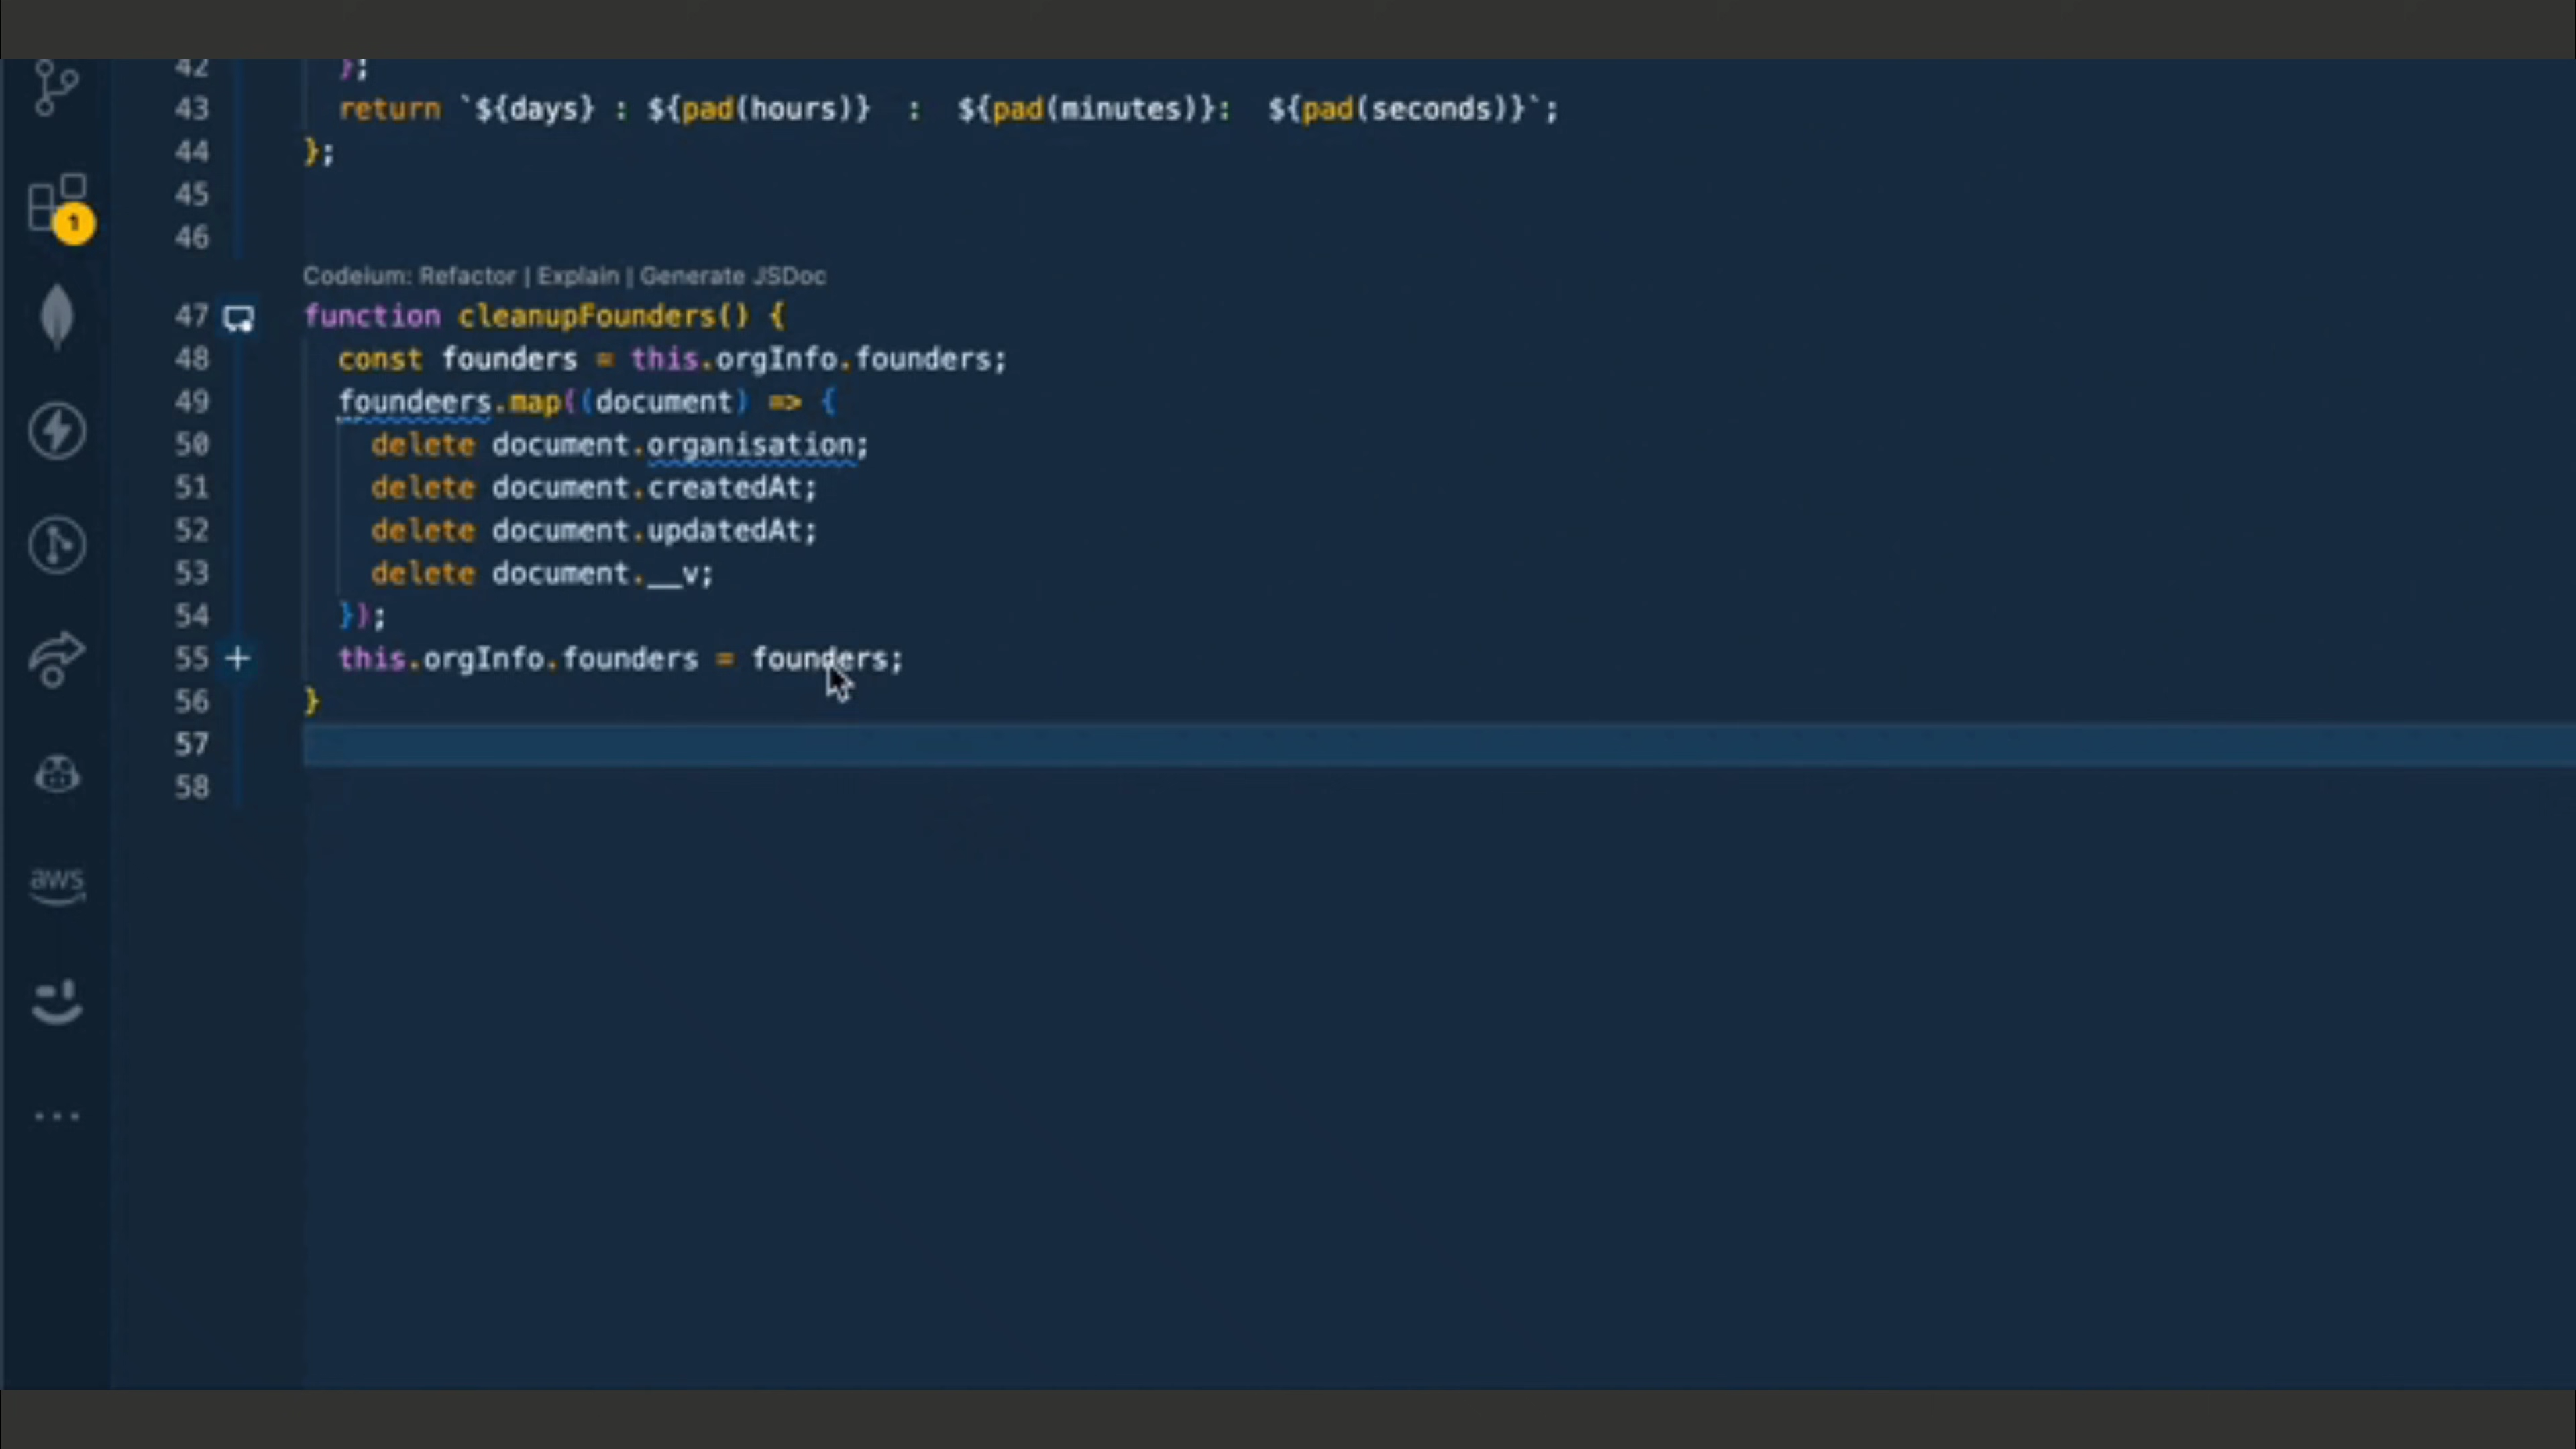 42 };
43 return `${days} : ${pad(hours)}  :  ${pad(minutes)}:  ${pad(seconds)}`;
44 };
45
46
1
Codeium: Refactor | Explain | Generate JSDoc
47 function cleanupFounders() {
48 const founders = this.orgInfo.founders;
49 foundeers.map((document) => {
50 delete document.organisation;
51 delete document.createdAt;
52 delete document.updatedAt;
53 delete document.__v;
54 });
55 this.orgInfo.founders = founders;
56 }
57
58
aws